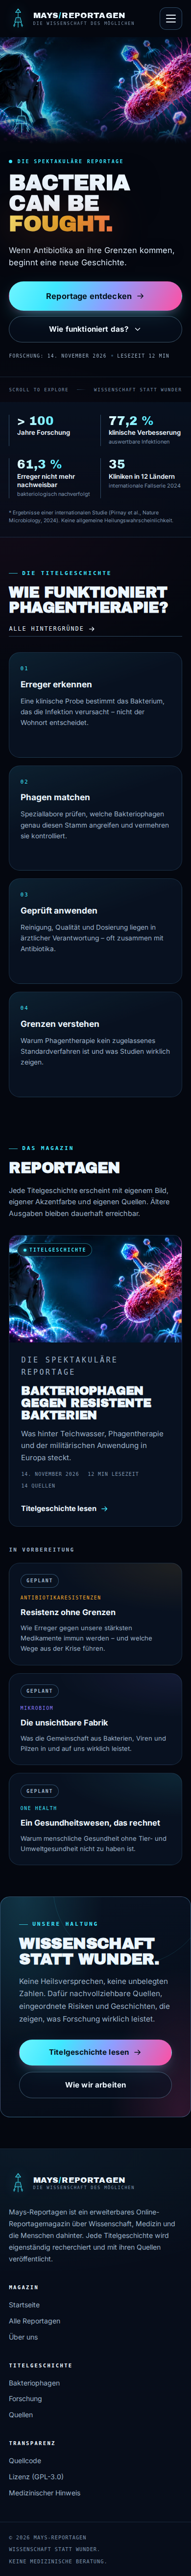 MAYS/REPORTAGEN
DIE WISSENSCHAFT DES MÖGLICHEN
DIE SPEKTAKULÄRE REPORTAGE
BACTERIA
CAN BE
FOUGHT.
Wenn Antibiotika an ihre Grenzen kommen,
beginnt eine neue Geschichte.
Reportage entdecken →
Wie funktioniert das?
FORSCHUNG: 14. NOVEMBER 2026 · LESEZEIT 12 MIN
SCROLL TO EXPLORE — WISSENSCHAFT STATT WUNDER
> 100
Jahre Forschung
77,2 %
klinische Verbesserung
ausgewertete Infektionen
61,3 %
Erreger nicht mehr
nachweisbar
bakteriologisch nachverfolgt
35
Kliniken in 12 Ländern
internationale Fallserie 2024
* Ergebnisse einer internationalen Studie (Pirnay et al., Nature
Microbiology, 2024). Keine allgemeine Heilungswahrscheinlichkeit.
DIE TITELGESCHICHTE
WIE FUNKTIONIERT
PHAGENTHERAPIE?
ALLE HINTERGRÜNDE →
01
Erreger erkennen
Eine klinische Probe bestimmt das Bakterium,
das die Infektion verursacht – nicht der
Wohnort entscheidet.
02
Phagen matchen
Speziallabore prüfen, welche Bakteriophagen
genau diesen Stamm angreifen und vermehren
sie kontrolliert.
03
Geprüft anwenden
Reinigung, Qualität und Dosierung liegen in
ärztlicher Verantwortung – oft zusammen mit
Antibiotika.
04
Grenzen verstehen
Warum Phagentherapie kein zugelassenes
Standardverfahren ist und was Studien wirklich
zeigen.
DAS MAGAZIN
REPORTAGEN
Jede Titelgeschichte erscheint mit eigenem Bild,
eigener Akzentfarbe und eigenen Quellen. Ältere
Ausgaben bleiben dauerhaft erreichbar.
TITELGESCHICHTE
DIE SPEKTAKULÄRE
REPORTAGE
BAKTERIOPHAGEN
GEGEN RESISTENTE
BAKTERIEN
Was hinter Teichwasser, Phagentherapie
und der militärischen Anwendung in
Europa steckt.
14. NOVEMBER 2026 12 MIN LESEZEIT
14 QUELLEN
Titelgeschichte lesen →
IN VORBEREITUNG
GEPLANT
ANTIBIOTIKARESISTENZEN
Resistenz ohne Grenzen
Wie Erreger gegen unsere stärksten
Medikamente immun werden – und welche
Wege aus der Krise führen.
GEPLANT
MIKROBIOM
Die unsichtbare Fabrik
Was die Gemeinschaft aus Bakterien, Viren und
Pilzen in und auf uns wirklich leistet.
GEPLANT
ONE HEALTH
Ein Gesundheitswesen, das rechnet
Warum menschliche Gesundheit ohne Tier- und
Umweltgesundheit nicht zu haben ist.
UNSERE HALTUNG
WISSENSCHAFT
STATT WUNDER.
Keine Heilsversprechen, keine unbelegten
Zahlen. Dafür nachvollziehbare Quellen,
eingeordnete Risiken und Geschichten, die
zeigen, was Forschung wirklich leistet.
Titelgeschichte lesen →
Wie wir arbeiten
MAYS/REPORTAGEN
DIE WISSENSCHAFT DES MÖGLICHEN
Mays-Reportagen ist ein erweiterbares Online-
Reportagemagazin über Wissenschaft, Medizin und
die Menschen dahinter. Jede Titelgeschichte wird
eigenständig recherchiert und mit ihren Quellen
veröffentlicht.
MAGAZIN
Startseite
Alle Reportagen
Über uns
TITELGESCHICHTE
Bakteriophagen
Forschung
Quellen
TRANSPARENZ
Quellcode
Lizenz (GPL-3.0)
Medizinischer Hinweis
© 2026 MAYS-REPORTAGEN
WISSENSCHAFT STATT WUNDER.
KEINE MEDIZINISCHE BERATUNG.